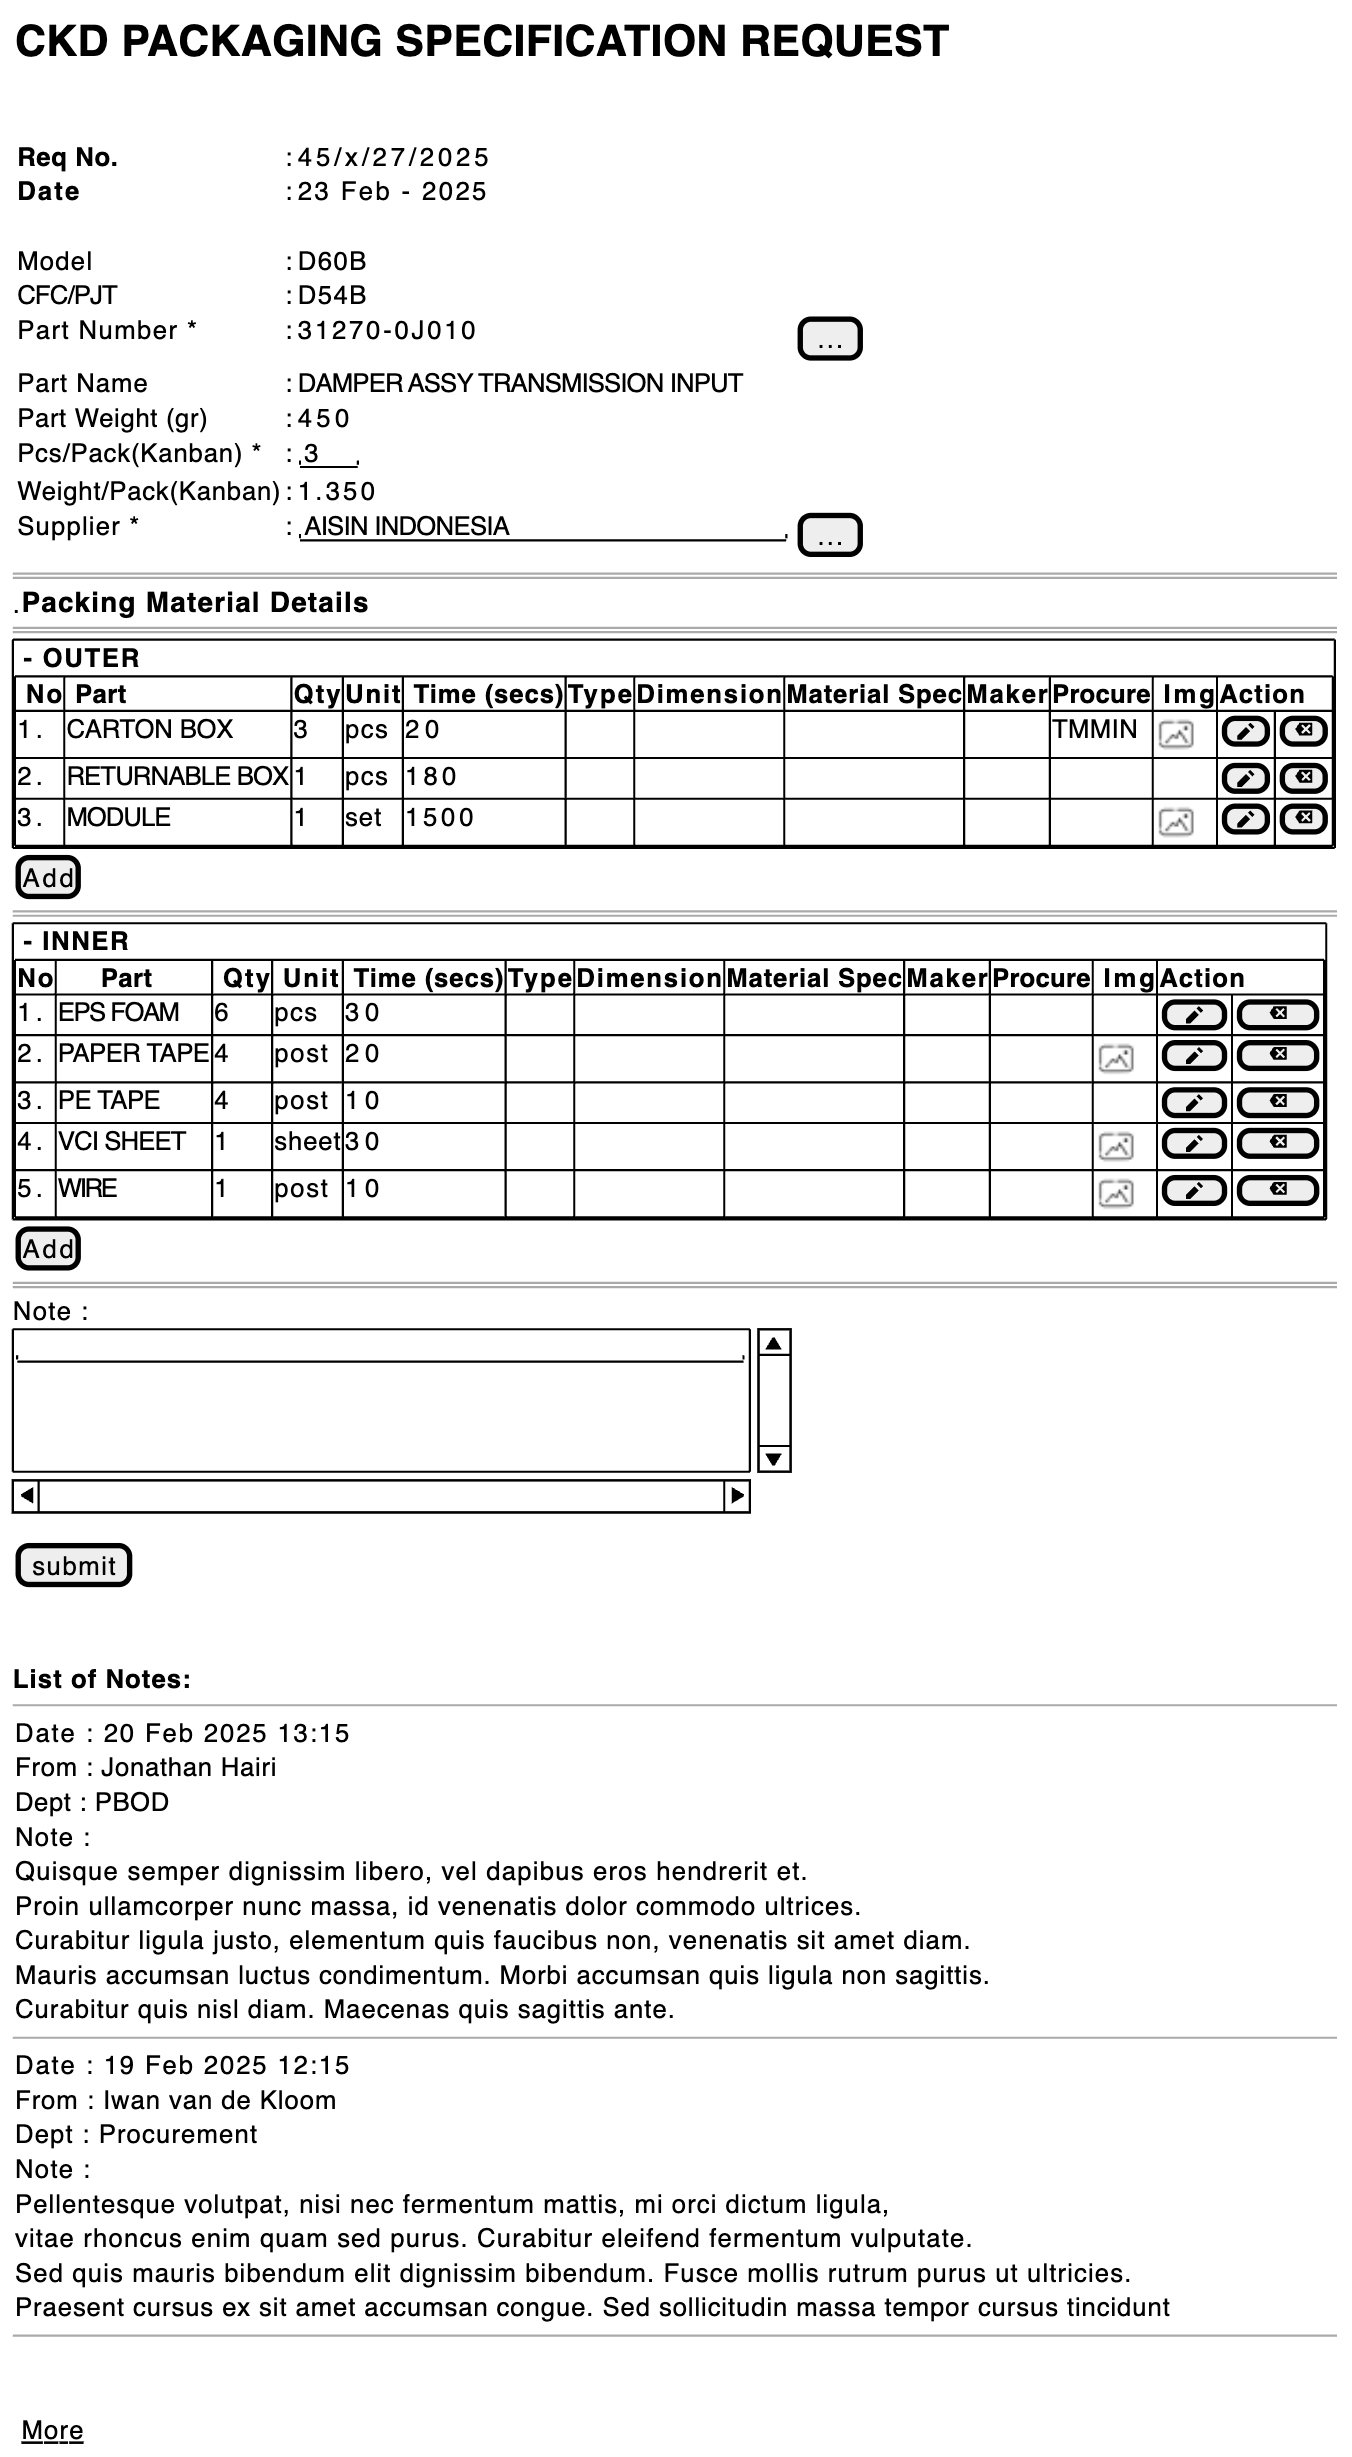 CKD PACKAGING SPECIFICATION REQUEST
Req No. :45/x/27/2025
Date :23 Feb - 2025
Model :D60B
CFC/PJT :D54B
Part Number * :31270-0J010 ...
Part Name :DAMPER ASSY TRANSMISSION INPUT
Part Weight (gr) :450
Pcs/Pack(Kanban) * : 3
Weight/Pack(Kanban) :1.350
Supplier * : AISIN INDONESIA ...
.Packing Material Details
- OUTER
No Part Qty Unit Time (secs) Type Dimension Material Spec Maker Procure Img Action
1. CARTON BOX 3 pcs 20 TMMIN
2. RETURNABLE BOX 1 pcs 180
3. MODULE 1 set 1500
Add
- INNER
No Part Qty Unit Time (secs) Type Dimension Material Spec Maker Procure Img Action
1. EPS FOAM 6 pcs 30
2. PAPER TAPE 4 post 20
3. PE TAPE 4 post 10
4. VCI SHEET 1 sheet 30
5. WIRE 1 post 10
Add
Note :
submit
List of Notes:
Date : 20 Feb 2025 13:15
From : Jonathan Hairi
Dept : PBOD
Note :
Quisque semper dignissim libero, vel dapibus eros hendrerit et.
Proin ullamcorper nunc massa, id venenatis dolor commodo ultrices.
Curabitur ligula justo, elementum quis faucibus non, venenatis sit amet diam.
Mauris accumsan luctus condimentum. Morbi accumsan quis ligula non sagittis.
Curabitur quis nisl diam. Maecenas quis sagittis ante.
Date : 19 Feb 2025 12:15
From : Iwan van de Kloom
Dept : Procurement
Note :
Pellentesque volutpat, nisi nec fermentum mattis, mi orci dictum ligula,
vitae rhoncus enim quam sed purus. Curabitur eleifend fermentum vulputate.
Sed quis mauris bibendum elit dignissim bibendum. Fusce mollis rutrum purus ut ultricies.
Praesent cursus ex sit amet accumsan congue. Sed sollicitudin massa tempor cursus tincidunt
More